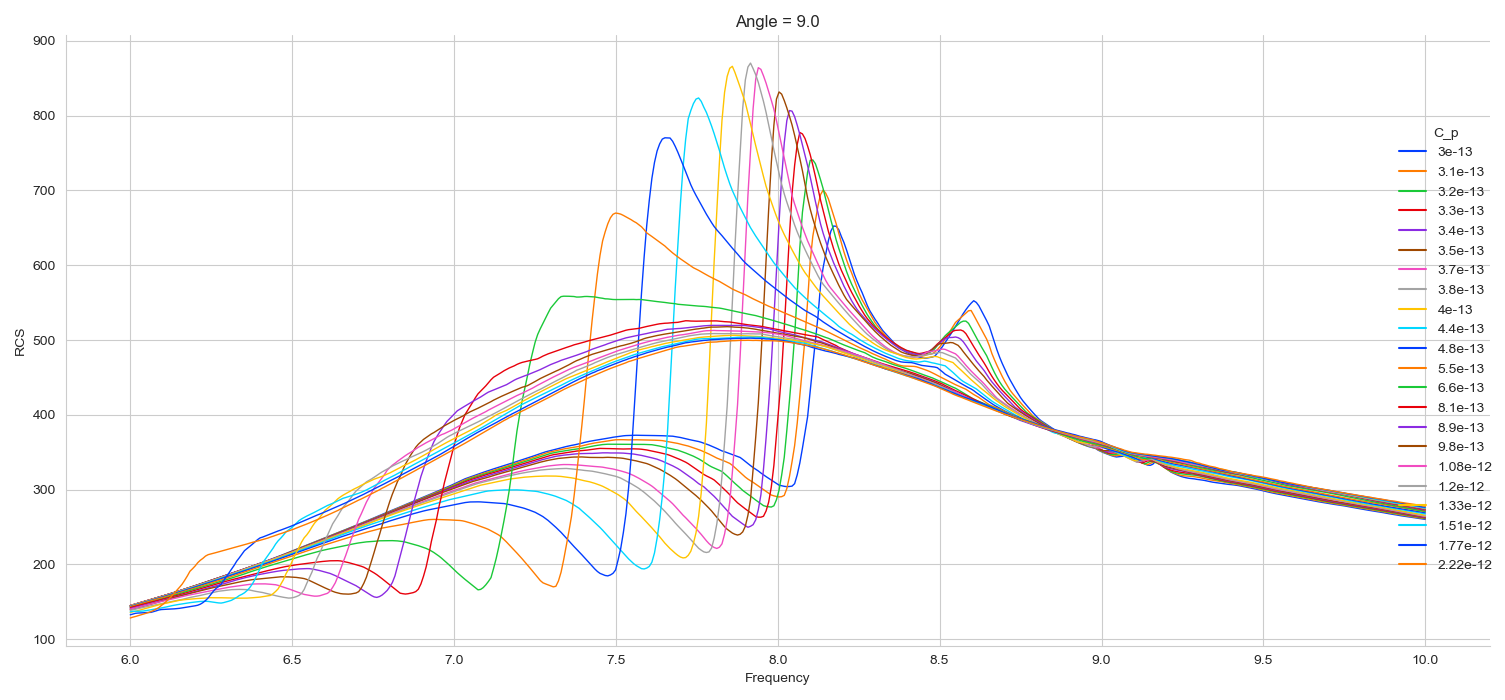 Angle = 9.0
900
800
700
600
500
400
300
200
100
RCS
6.0 6.5 7.0 7.5 8.0 8.5 9.0 9.5 10.0
Frequency
C_p
3e-13
3.1e-13
3.2e-13
3.3e-13
3.4e-13
3.5e-13
3.7e-13
3.8e-13
4e-13
4.4e-13
4.8e-13
5.5e-13
6.6e-13
8.1e-13
8.9e-13
9.8e-13
1.08e-12
1.2e-12
1.33e-12
1.51e-12
1.77e-12
2.22e-12